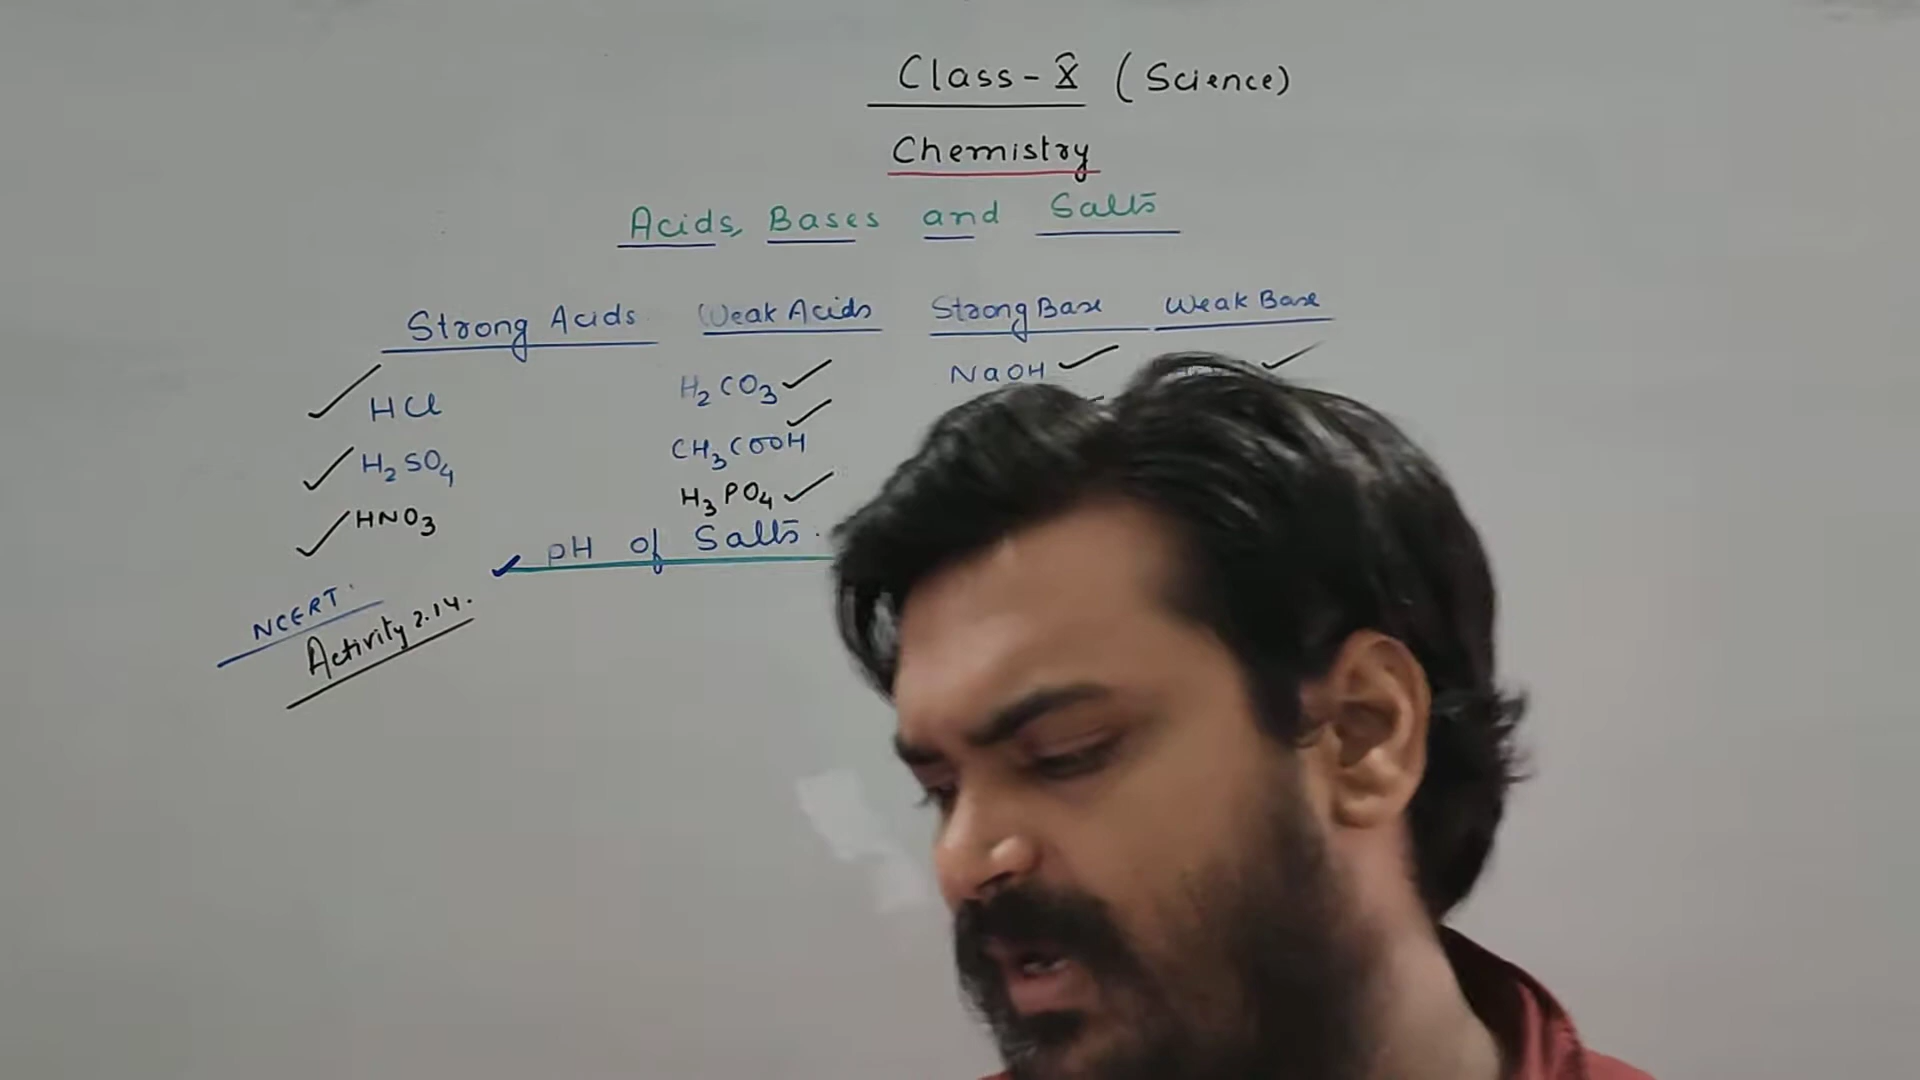 Class-X (Science)
Chemistry
Acids, Bases and Salts
Strong Acids Weak Acids Strong Base Weak Base
HCl H2CO3 NaOH
H2SO4 CH3COOH
HNO3 H3PO4
pH of Salts.
NCERT.
Activity 2.14.